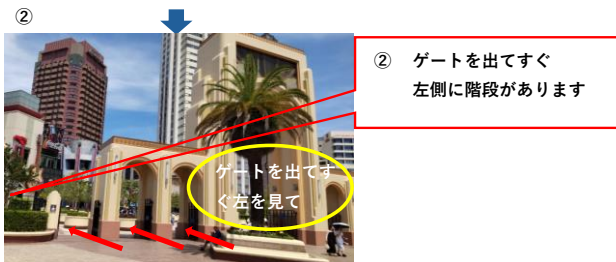 ②
② ゲートを出てすぐ
左側に階段があります
ゲートを出てす
ぐ左を見て